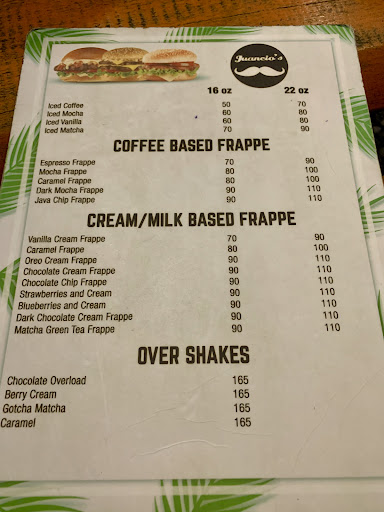 Juancio's
16 oz 22 oz
Iced Coffee 50 70
Iced Mocha 60 80
Iced Vanilla 60 80
Iced Matcha 70 90
COFFEE BASED FRAPPE
Espresso Frappe 70 90
Mocha Frappe 80 100
Caramel Frappe 80 100
Dark Mocha Frappe 90 110
Java Chip Frappe 90 110
CREAM/MILK BASED FRAPPE
Vanilla Cream Frappe 70 90
Caramel Frappe 80 100
Oreo Cream Frappe 90 110
Chocolate Cream Frappe 90 110
Chocolate Chip Frappe 90 110
Strawberries and Cream 90 110
Blueberries and Cream 90 110
Dark Chocolate Cream Frappe 90 110
Matcha Green Tea Frappe 90 110
OVER SHAKES
Chocolate Overload 165
Berry Cream 165
Gotcha Matcha 165
Caramel 165